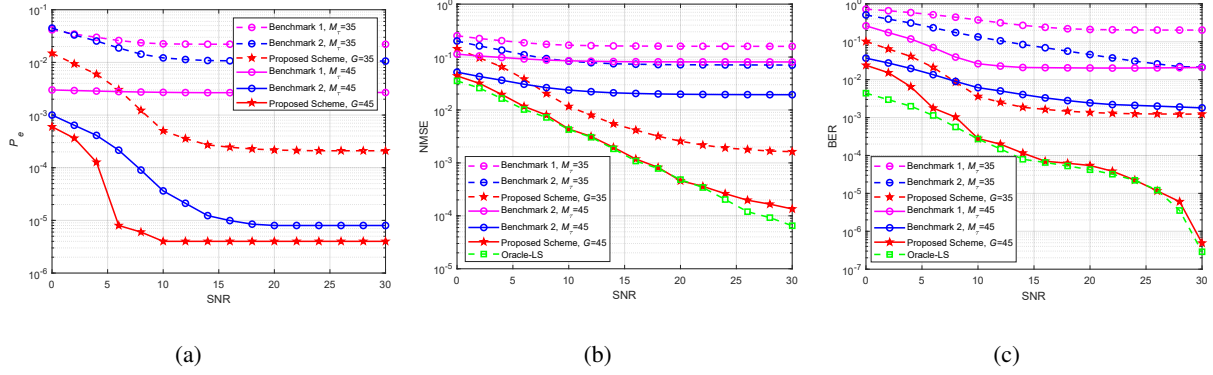 10⁻¹
10⁻²
10⁻³
10⁻⁴
10⁻⁵
10⁻⁶
P_e
Benchmark 1, M_τ=35
Benchmark 2, M_τ=35
Proposed Scheme, G=35
Benchmark 1, M_τ=45
Benchmark 2, M_τ=45
Proposed Scheme, G=45
0 5 10 15 20 25 30
SNR
(a)
10⁰
10⁻¹
10⁻²
10⁻³
10⁻⁴
10⁻⁵
NMSE
Benchmark 1, M_τ=35
Benchmark 2, M_τ=35
Proposed Scheme, G=35
Benchmark 2, M_τ=45
Benchmark 2, M_τ=45
Proposed Scheme, G=45
Oracle-LS
0 5 10 15 20 25 30
SNR
(b)
10⁰
10⁻¹
10⁻²
10⁻³
10⁻⁴
10⁻⁵
10⁻⁶
10⁻⁷
BER
Benchmark 1, M_τ=35
Benchmark 2, M_τ=35
Proposed Scheme, G=35
Benchmark 1, M_τ=45
Benchmark 2, M_τ=45
Proposed Scheme, G=45
Oracle-LS
0 5 10 15 20 25 30
SNR
(c)